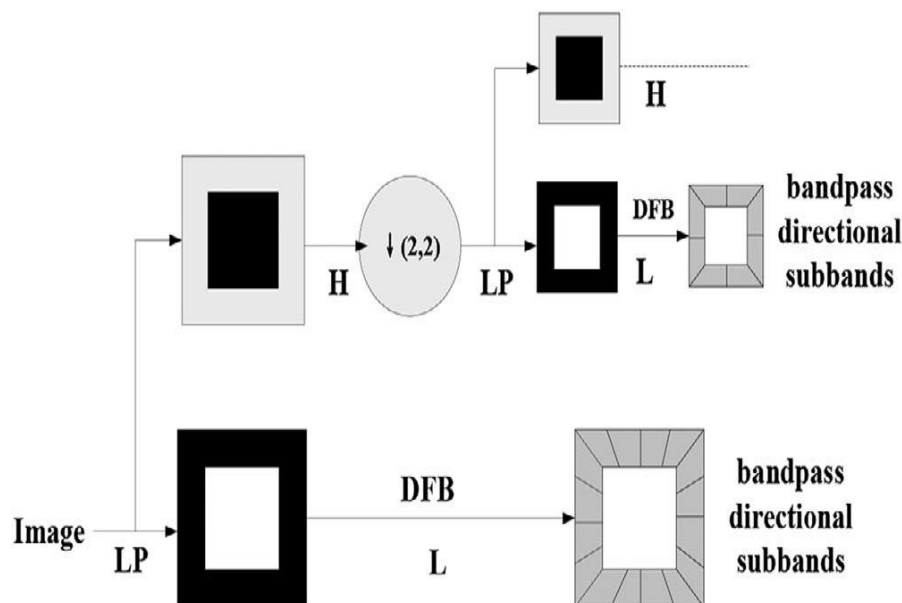 H
bandpass
directional
subbands
DFB
L
↓ (2,2)
H
LP
Image
LP
DFB
L
bandpass
directional
subbands